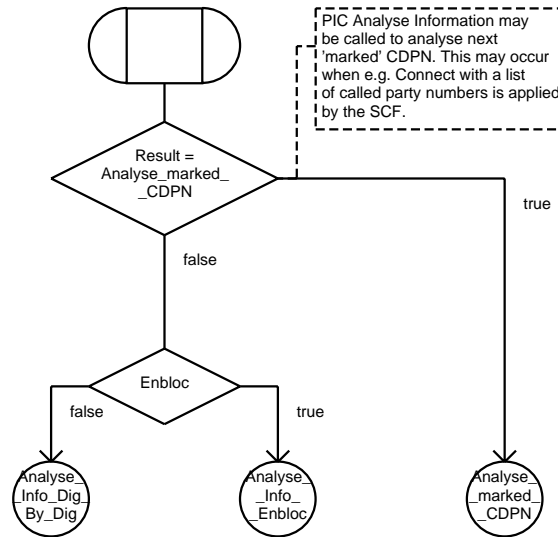 PIC Analyse Information may
be called to analyse next
'marked' CDPN. This may occur
when e.g. Connect with a list
of called party numbers is applied
by the SCF.
Result =
Analyse_marked_
_CDPN
true
false
Enbloc
false
true
Analyse_
_Info_Dig_
By_Dig
Analyse_
_Info_
_Enbloc
Analyse_
_marked_
_CDPN